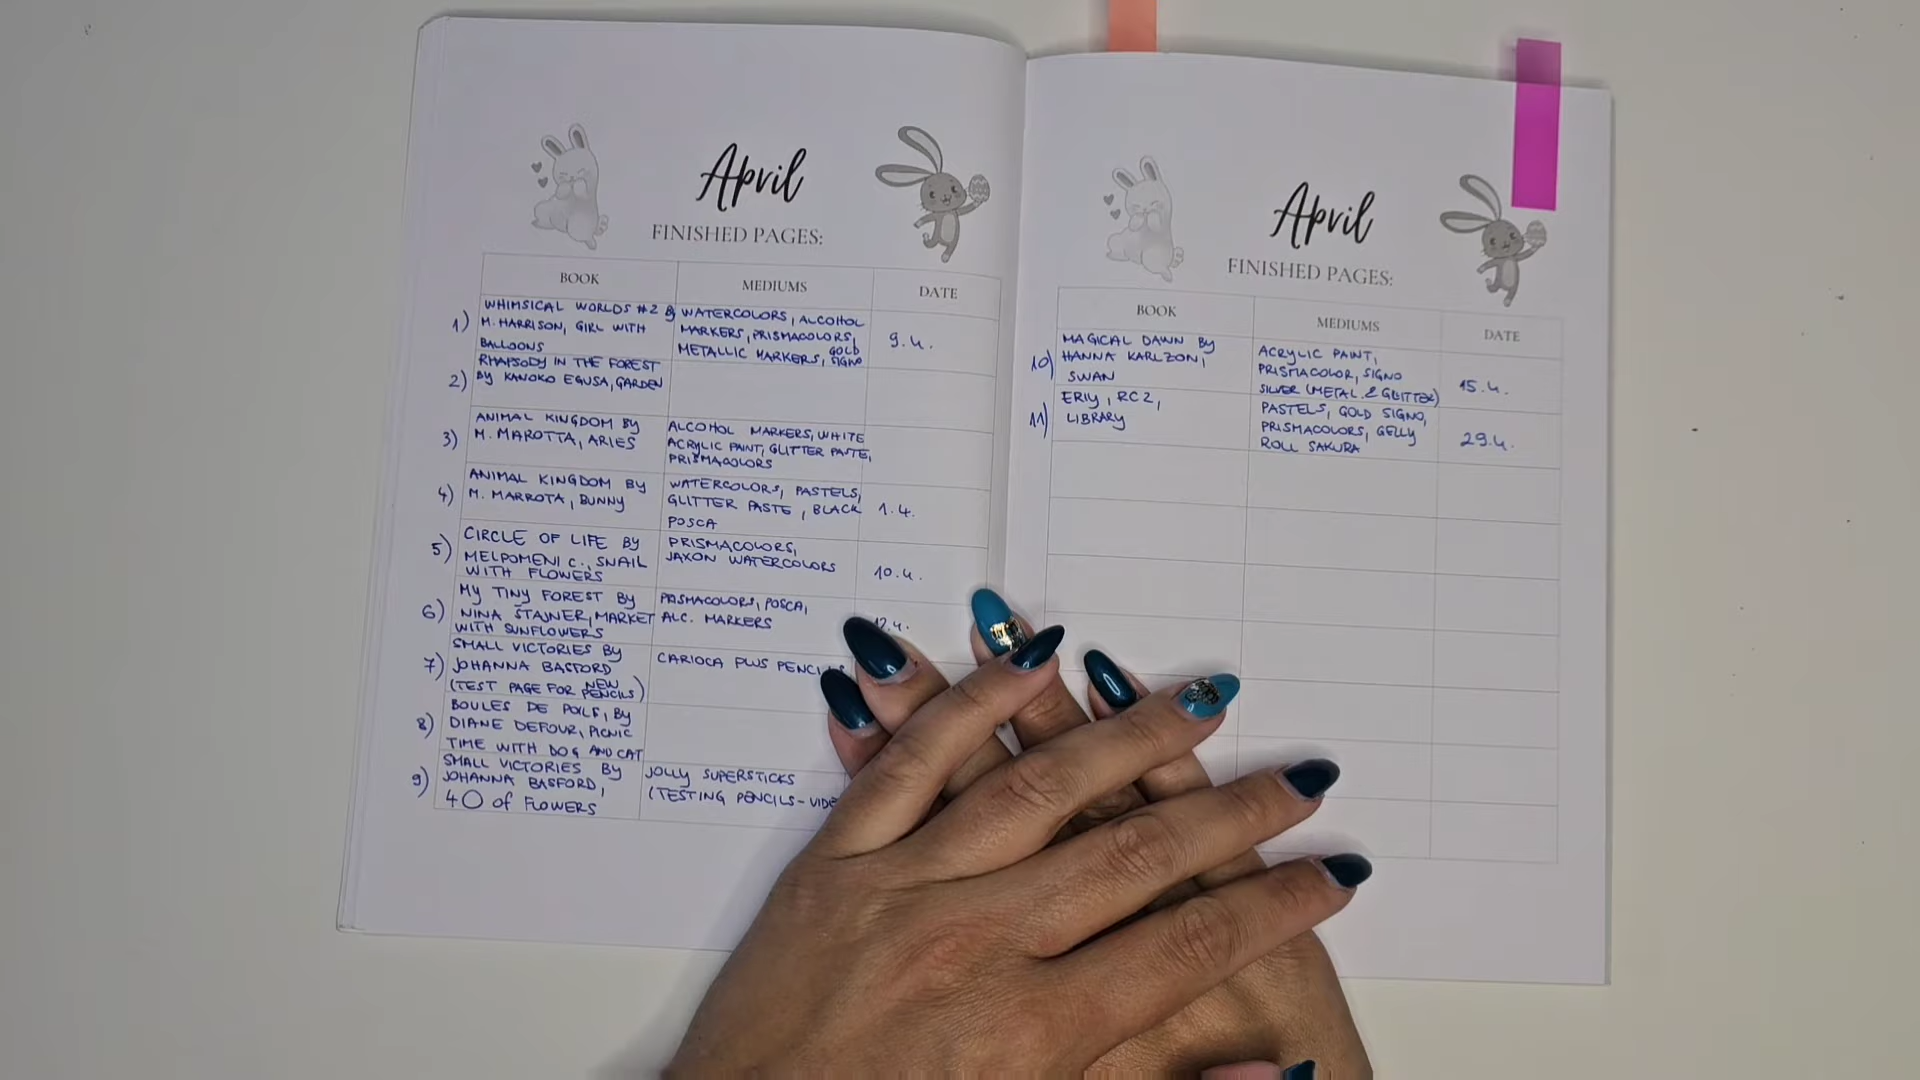 April
FINISHED PAGES:
BOOK
MEDIUMS
DATE
1)
WHIMSICAL WORLDS #2 By
M. HARRISON, GIRL WITH
BALLOONS
WATERCOLORS, ALCOHOL
MARKERS, PRISMACOLORS,
METALLIC MARKERS, GOLD
SIGNO
9.4.
2)
RHAPSODY IN THE FOREST
By KANOKO EGUSA, GARDEN
3)
ANIMAL KINGDOM BY
M. MAROTTA, ARIES
ALCOHOL MARKERS, WHITE
ACRYLIC PAINT, GLITTER PASTE,
PRISMACOLORS
4)
ANIMAL KINGDOM BY
M. MARROTA, BUNNY
WATERCOLORS, PASTELS,
GLITTER PASTE, BLACK
POSCA
1.4.
5)
CIRCLE OF LIFE BY
MELPOMENI C., SNAIL
WITH FLOWERS
PRISMACOLORS,
JAXON WATERCOLORS
10.4.
6)
MY TINY FOREST BY
NINA ŠTAJNER, MARKET
WITH SUNFLOWERS
PRISMACOLORS, POSCA,
ALC. MARKERS
12.4.
7)
SMALL VICTORIES BY
JOHANNA BASFORD
(TEST PAGE FOR NEW
PENCILS)
CARIOCA PLUS
8)
BOULES DE POILS, By
DIANE DEFOUR, PICNIC
TIME WITH DOG AND CAT
9)
SMALL VICTORIES BY
JOHANNA BASFORD,
4 O of FLOWERS
JOLLY SUPERSTICKS
(TESTING PENCILS-
April
FINISHED PAGES:
BOOK
MEDIUMS
DATE
10)
MAGICAL DAWN BY
HANNA KARLZON,
SWAN
ACRYLIC PAINT,
PRISMACOLOR, SIGNO
SILVER (METAL. & GLITTER)
15.4.
11)
ERIY, RC2,
LIBRARY
PASTELS, GOLD SIGNO,
PRISMACOLORS, GELLY
ROLL SAKURA
29.4.